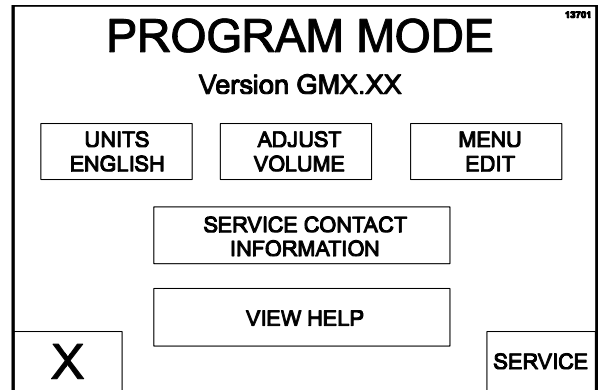 13701
PROGRAM MODE
Version GMX.XX
UNITS
ENGLISH
ADJUST
VOLUME
MENU
EDIT
SERVICE CONTACT
INFORMATION
VIEW HELP
X
SERVICE